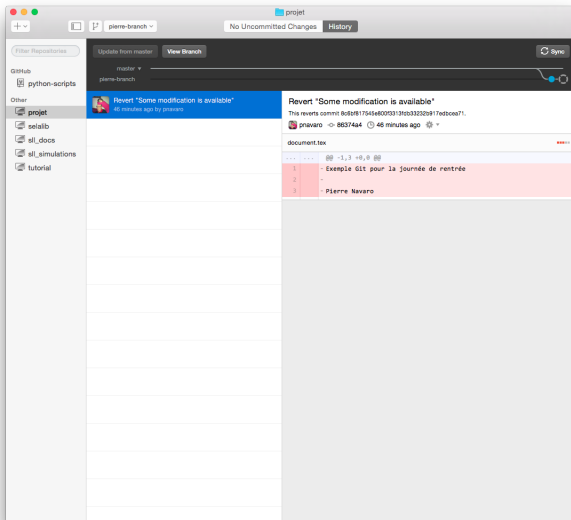 projet
pierre-branch
No Uncommitted Changes
History
Filter Repositories
Update from master
View Branch
Sync
master
pierre-branch
GitHub
python-scripts
Other
projet
selalib
sll_docs
sll_simulations
tutorial
Revert "Some modification is available"
46 minutes ago by pnavaro
Revert "Some modification is available"
This reverts commit
pnavaro 86374a4 46 minutes ago
document.tex
... ... @@ -1,3 +0,0 @@
1 -Exemple Git pour la journée de rentrée
2 -
3 -Pierre Navaro